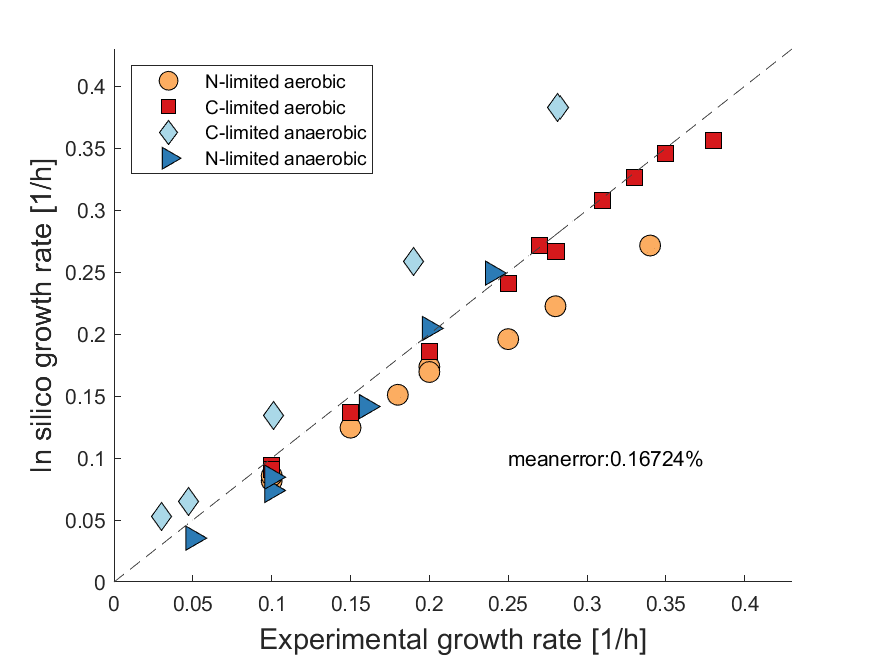 N-limited aerobic
C-limited aerobic
C-limited anaerobic
N-limited anaerobic
In silico growth rate [1/h]
0.4
0.35
0.3
0.25
0.2
0.15
0.1
0.05
0
meanerror:0.16724%
0 0.05 0.1 0.15 0.2 0.25 0.3 0.35 0.4
Experimental growth rate [1/h]